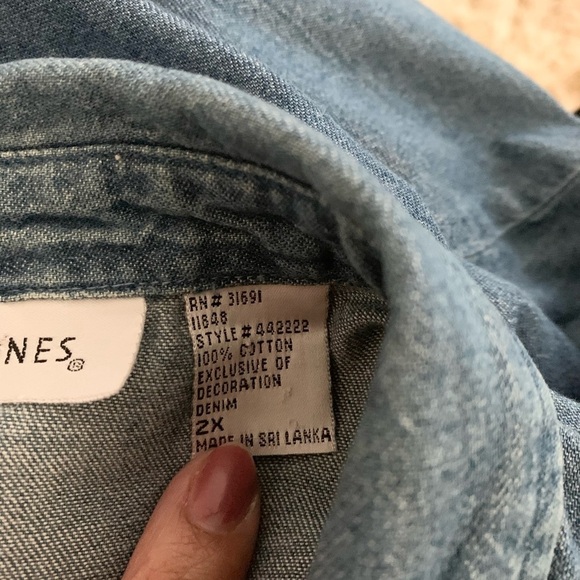 NES®
RN# 31691
11848
STYLE # 442222
100% COTTON
EXCLUSIVE OF
DECORATION
DENIM
2X
MADE IN SRI LANKA